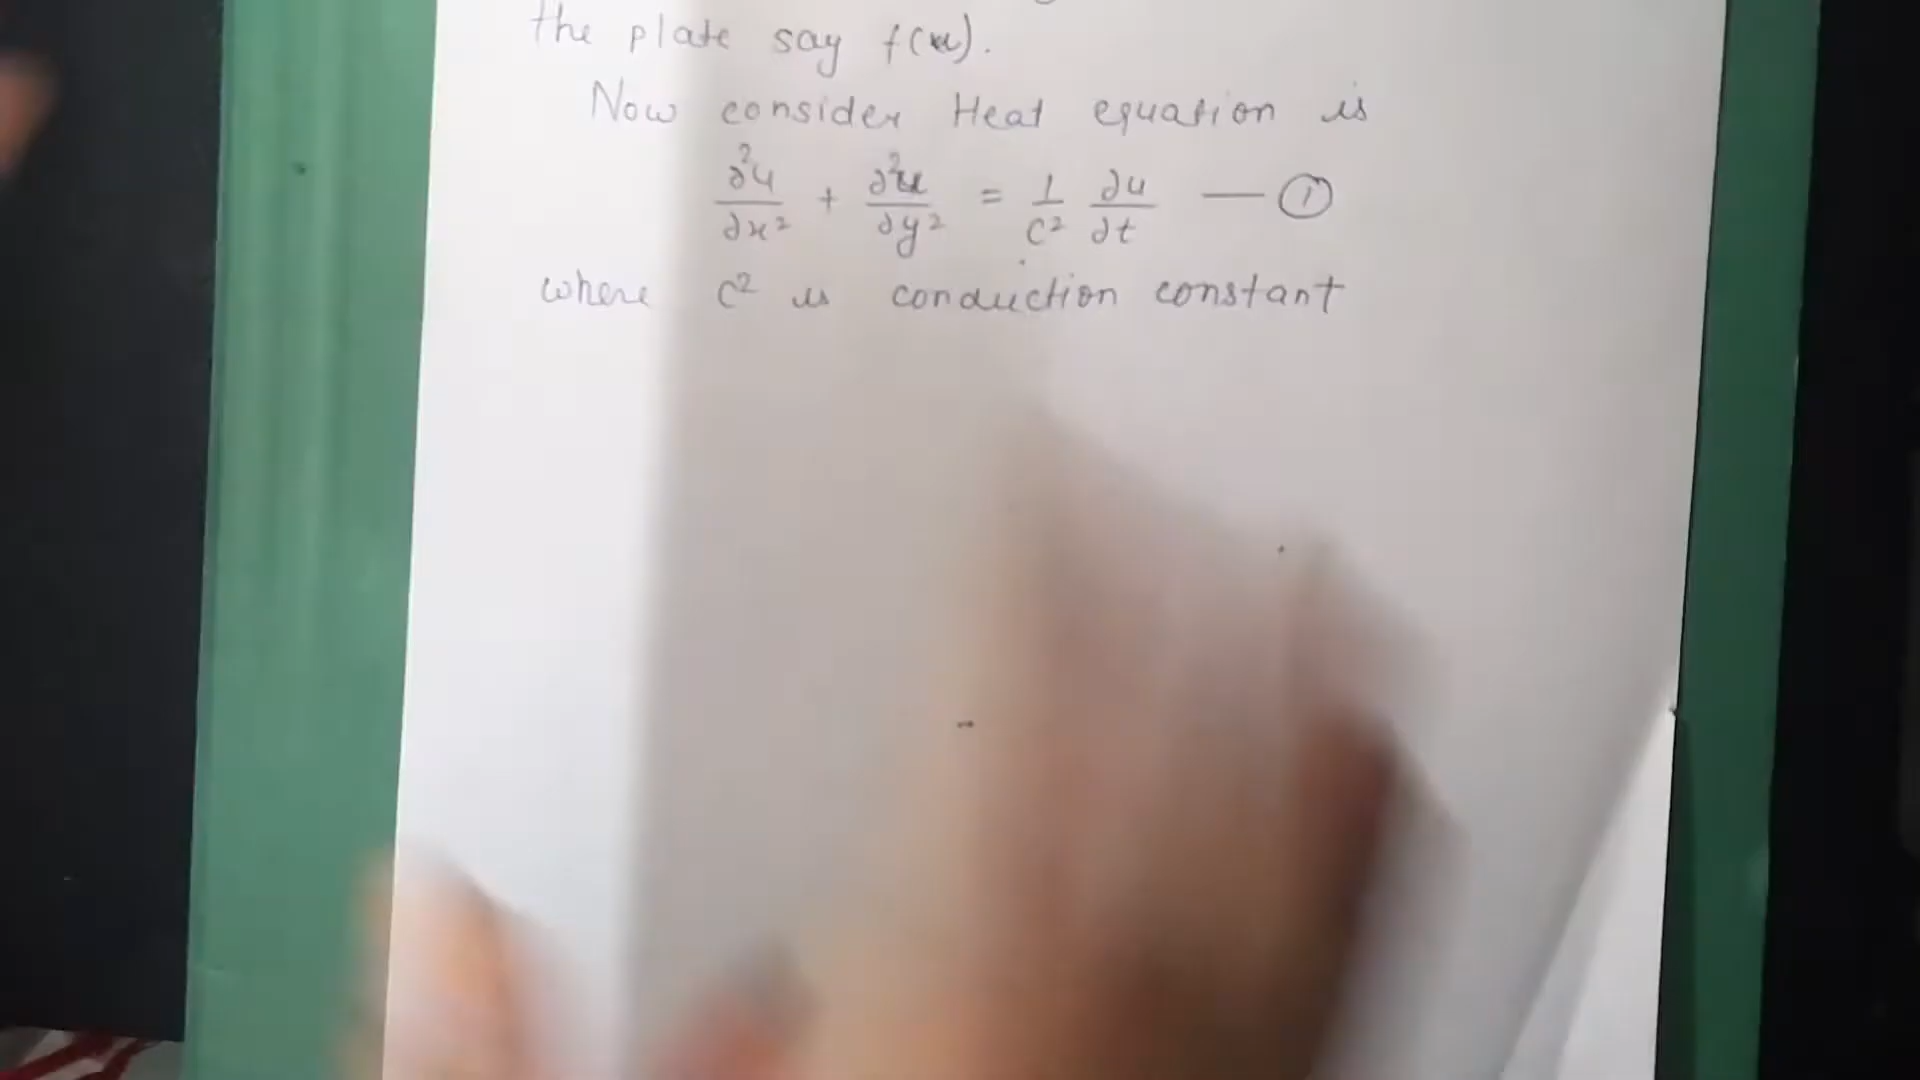 the plate say f(x).
Now consider Heat equation is
∂²u/∂x² + ∂²u/∂y² = 1/c² ∂u/∂t — ①
where c² is conduction constant